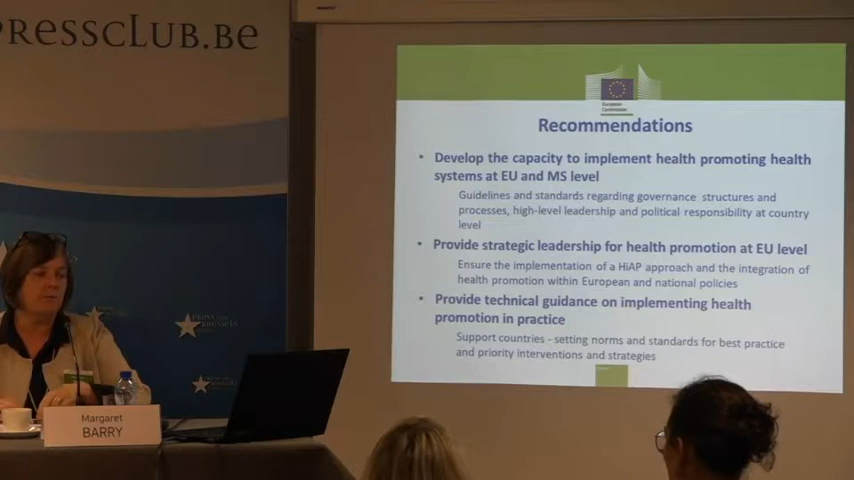 PRESSCLUB.BE
European
Commission
Recommendations
• Develop the capacity to implement health promoting health
systems at EU and MS level
Guidelines and standards regarding governance structures and
processes, high-level leadership and political responsibility at country
level
• Provide strategic leadership for health promotion at EU level
Ensure the implementation of a HiAP approach and the integration of
health promotion within European and national policies
• Provide technical guidance on implementing health
promotion in practice
Support countries - setting norms and standards for best practice
and priority interventions and strategies
Margaret
BARRY